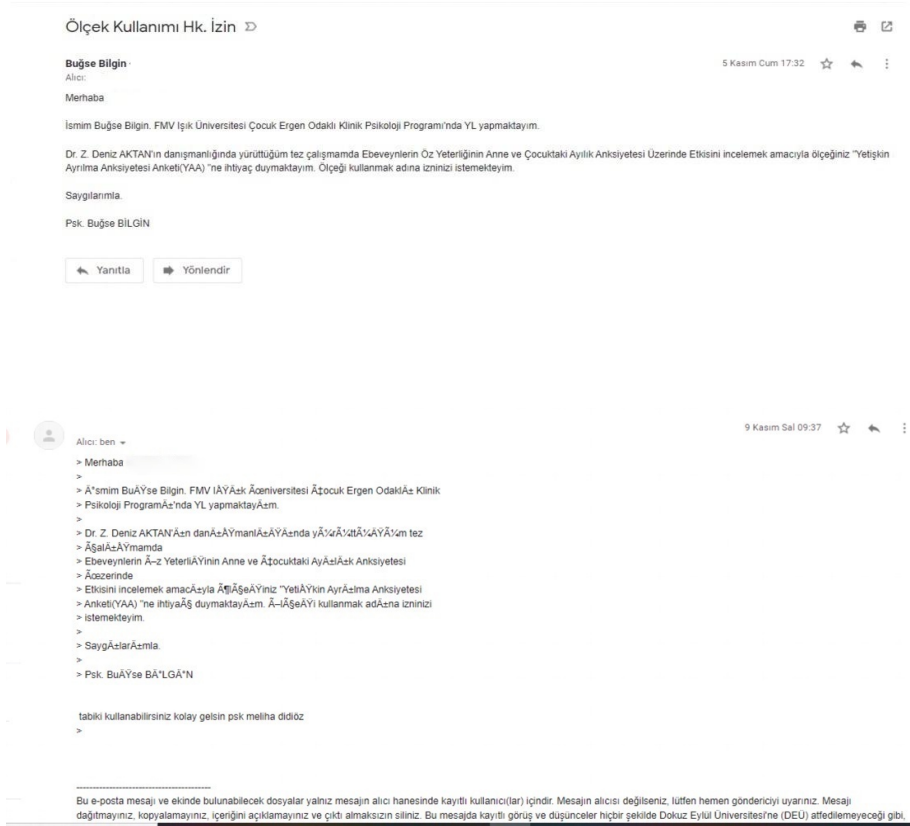 Ölçek Kullanımı Hk. İzin
Buğse Bilgin
5 Kasım Cum 17:32
Alıcı:
Merhaba
İsmim Buğse Bilgin. FMV Işık Üniversitesi Çocuk Ergen Odaklı Klinik Psikoloji Programı'nda YL yapmaktayım.
Dr. Z. Deniz AKTAN'ın danışmanlığında yürüttüğüm tez çalışmamda Ebeveynlerin Öz Yeterliğinin Anne ve Çocuktaki Ayılık Anksiyetesi Üzerinde Etkisini incelemek amacıyla ölçeğiniz "Yetişkin
Ayrılma Anksiyetesi Anketi(YAA) "ne ihtiyaç duymaktayım. Ölçeği kullanmak adına izninizi istemekteyim.
Saygılarımla.
Psk. Buğse BİLGİN
Yanıtla
Yönlendir
9 Kasım Sal 09:37
Alıcı: ben
> Merhaba
>
> Ä°smim BuÄŸse Bilgin. FMV IÅŸÄ±k Ãœniversitesi Ã‡ocuk Ergen OdaklÄ± Klinik
> Psikoloji ProgramÄ±'nda YL yapmaktayÄ±m.
>
> Dr. Z. Deniz AKTAN'Ä±n danÄ±ÅŸmanlÄ±ÄŸÄ±nda yÃ¼rÃ¼ttÃ¼ÄŸÃ¼m tez
> Ã§alÄ±ÅŸmamda
> Ebeveynlerin Ã–z YeterliÄŸinin Anne ve Ã‡ocuktaki AyÄ±lÄ±k Anksiyetesi
> Ãœzerinde
> Etkisini incelemek amacÄ±yla Ã¶lÃ§eÄŸiniz "YetiÅŸkin AyrÄ±lma Anksiyetesi
> Anketi(YAA) "ne ihtiyaÃ§ duymaktayÄ±m. Ã–lÃ§eÄŸi kullanmak adÄ±na izninizi
> istemekteyim.
>
> SaygÄ±larÄ±mla.
>
> Psk. BuÄŸse BÄ°LGÄ°N
tabiki kullanabilirsiniz kolay gelsin psk meliha didiöz
>
----------------------------------------
Bu e-posta mesajı ve ekinde bulunabilecek dosyalar yalnız mesajın alıcı hanesinde kayıtlı kullanıcı(lar) içindir. Mesajın alıcısı değilseniz, lütfen hemen göndericiyi uyarınız. Mesajı
dağıtmayınız, kopyalamayınız, içeriğini açıklamayınız ve çıktı almaksızın siliniz. Bu mesajda kayıtlı görüş ve düşünceler hiçbir şekilde Dokuz Eylül Üniversitesi'ne (DEÜ) atfedilemeyeceği gibi,